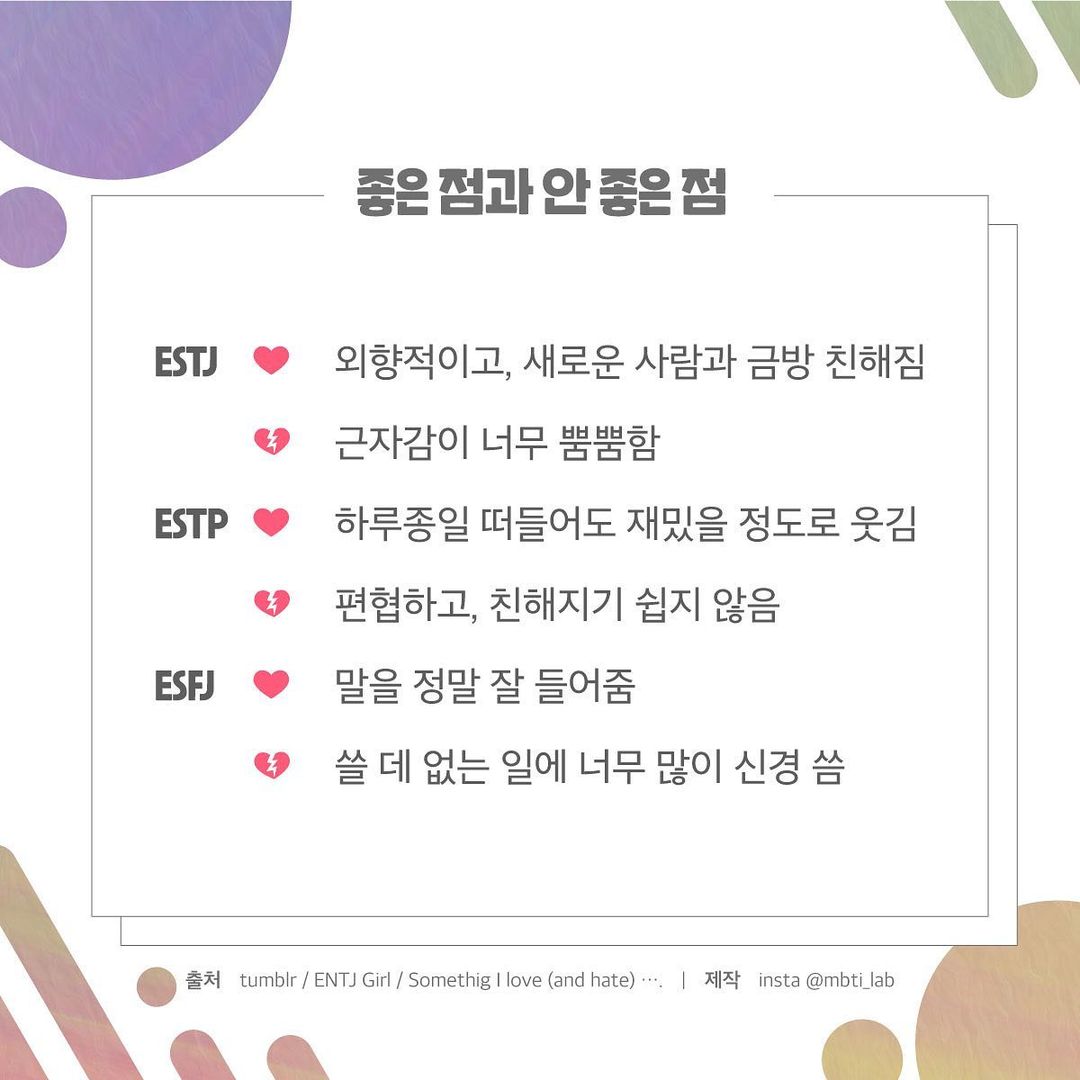 좋은 점과 안 좋은 점
ESTJ 외향적이고, 새로운 사람과 금방 친해짐
근자감이 너무 뿜뿜함
ESTP 하루종일 떠들어도 재밌을 정도로 웃김
편협하고, 친해지기 쉽지 않음
ESFJ 말을 정말 잘 들어줌
쓸 데 없는 일에 너무 많이 신경 씀
출처 tumblr / ENTJ Girl / Somethig I love (and hate) ···. | 제작 insta @mbti_lab